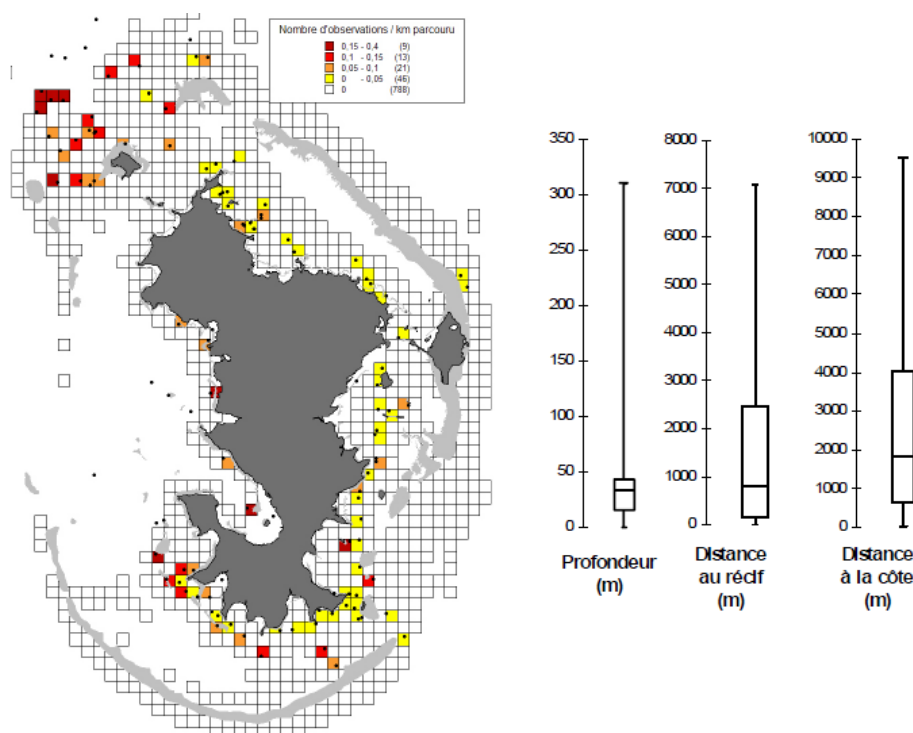 Nombre d'observations / km parcouru
0,15 - 0,4 (9)
0,1 - 0,15 (13)
0,05 - 0,1 (21)
0 - 0,05 (46)
0 (788)
350
300
250
200
150
100
50
0
Profondeur
(m)
8000
7000
6000
5000
4000
3000
2000
1000
0
Distance
au récif
(m)
10000
9000
8000
7000
6000
5000
4000
3000
2000
1000
0
Distance
à la côte
(m)